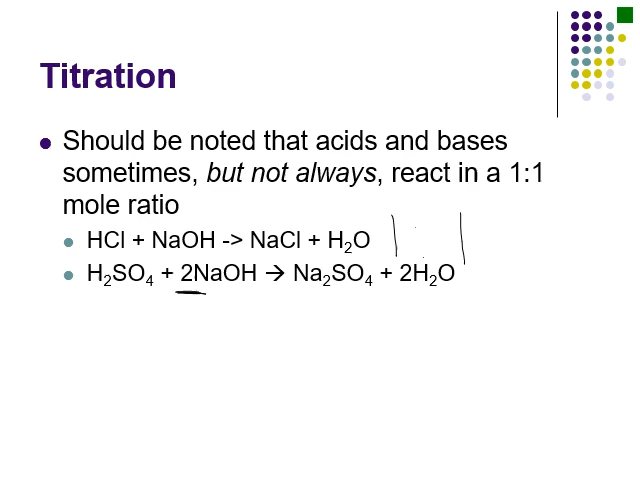 Titration
Should be noted that acids and bases
sometimes, but not always, react in a 1:1
mole ratio
HCl + NaOH -> NaCl + H₂O
H₂SO₄ + 2NaOH → Na₂SO₄ + 2H₂O